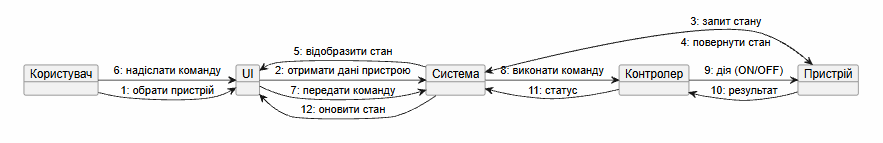 3: запит стану
4: повернути стан
5: відобразити стан
6: надіслати команду
2: отримати дані пристрою
8: виконати команду
9: дія (ON/OFF)
Користувач
UI
Система
Контролер
Пристрій
1: обрати пристрій
7: передати команду
11: статус
10: результат
12: оновити стан